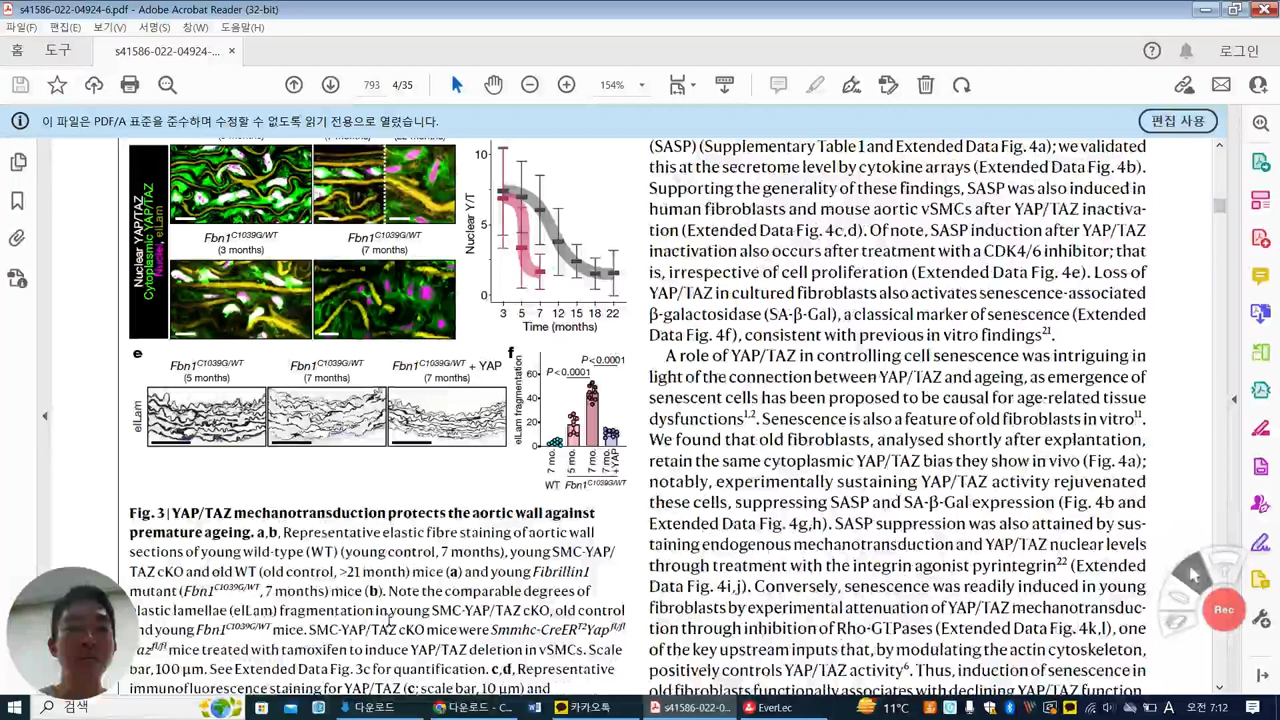 s41586-022-04924-6.pdf - Adobe Acrobat Reader (32-bit)
파일(F) 편집(E) 보기(V) 서명(S) 창(W) 도움말(H)
홈 도구 s41586-022-04924-... × 로그인
793 4/35 154%
이 파일은 PDF/A 표준을 준수하며 수정할 수 없도록 읽기 전용으로 열렸습니다. 편집 사용
Nuclear YAP/TAZ
Cytoplasmic YAP/TAZ
Nuclei, elLam
Fbn1C1039G/WT
(3 months)
Fbn1C1039G/WT
(7 months)
Nuclear Y/T
10
5
0
3 5 7 12 15 18 22
Time (months)
e
Fbn1C1039G/WT
(5 months)
Fbn1C1039G/WT
(7 months)
Fbn1C1039G/WT + YAP
(7 months)
elLam
f
P<0.0001
P<0.0001
elLam fragmentation
60
40
20
0
7 mo.
5 mo.
7 mo.
7 mo.
+YAP
WT Fbn1C1039G/WT
Fig. 3 | YAP/TAZ mechanotransduction protects the aortic wall against
premature ageing. a,b, Representative elastic fibre staining of aortic wall
sections of young wild-type (WT) (young control, 7 months), young SMC-YAP/
TAZ cKO and old WT (old control, >21 month) mice (a) and young Fibrillin1
mutant (Fbn1C1039G/WT, 7 months) mice (b). Note the comparable degrees of
elastic lamellae (elLam) fragmentation in young SMC-YAP/TAZ cKO, old control
and young Fbn1C1039G/WT mice. SMC-YAP/TAZ cKO mice were Smmhc-CreERT2Yapfl/fl
Tazfl/fl mice treated with tamoxifen to induce YAP/TAZ deletion in vSMCs. Scale
bar, 100 μm. See Extended Data Fig. 3c for quantification. c,d, Representative
immunofluorescence staining for YAP/TAZ (c; scale bar, 10 μm) and
(SASP) (Supplementary Table 1 and Extended Data Fig. 4a); we validated
this at the secretome level by cytokine arrays (Extended Data Fig. 4b).
Supporting the generality of these findings, SASP was also induced in
human fibroblasts and mouse aortic vSMCs after YAP/TAZ inactiva-
tion (Extended Data Fig. 4c,d). Of note, SASP induction after YAP/TAZ
inactivation also occurs after treatment with a CDK4/6 inhibitor; that
is, irrespective of cell proliferation (Extended Data Fig. 4e). Loss of
YAP/TAZ in cultured fibroblasts also activates senescence-associated
β-galactosidase (SA-β-Gal), a classical marker of senescence (Extended
Data Fig. 4f), consistent with previous in vitro findings21.
A role of YAP/TAZ in controlling cell senescence was intriguing in
light of the connection between YAP/TAZ and ageing, as emergence of
senescent cells has been proposed to be causal for age-related tissue
dysfunctions1,2. Senescence is also a feature of old fibroblasts in vitro11.
We found that old fibroblasts, analysed shortly after explantation,
retain the same cytoplasmic YAP/TAZ bias they show in vivo (Fig. 4a);
notably, experimentally sustaining YAP/TAZ activity rejuvenated
these cells, suppressing SASP and SA-β-Gal expression (Fig. 4b and
Extended Data Fig. 4g,h). SASP suppression was also attained by sus-
taining endogenous mechanotransduction and YAP/TAZ nuclear levels
through treatment with the integrin agonist pyrintegrin22 (Extended
Data Fig. 4i,j). Conversely, senescence was readily induced in young
fibroblasts by experimental attenuation of YAP/TAZ mechanotransduc-
tion through inhibition of Rho-GTPases (Extended Data Fig. 4k,l), one
of the key upstream inputs that, by modulating the actin cytoskeleton,
positively controls YAP/TAZ activity6. Thus, induction of senescence in
old fibroblasts functionally associates with declining YAP/TAZ function.
Rec
검색 다운로드 다운로드 - C... 카카오톡 s41586-022-0... EverLec 11°C 오전 7:12